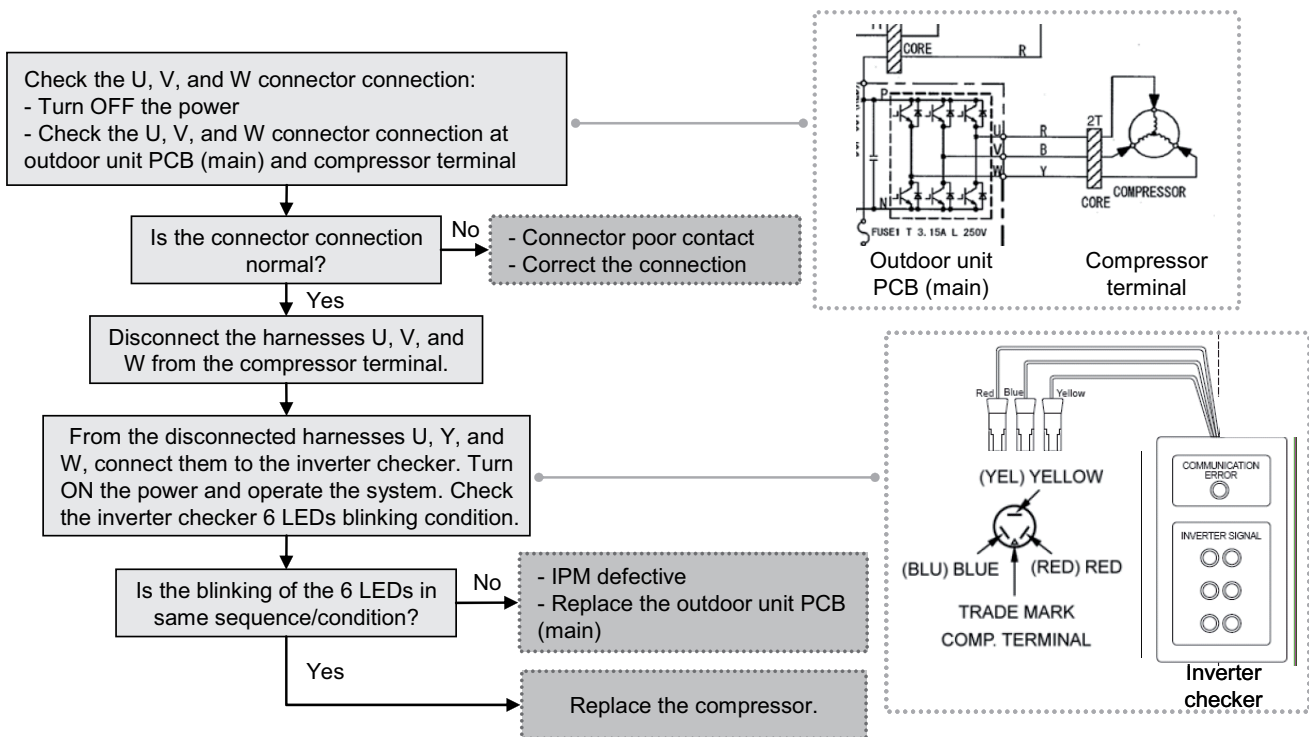 Check the U, V, and W connector connection:
- Turn OFF the power
- Check the U, V, and W connector connection at
outdoor unit PCB (main) and compressor terminal
Is the connector connection
normal?
No
- Connector poor contact
- Correct the connection
Yes
Disconnect the harnesses U, V, and
W from the compressor terminal.
From the disconnected harnesses U, Y, and
W, connect them to the inverter checker. Turn
ON the power and operate the system. Check
the inverter checker 6 LEDs blinking condition.
Is the blinking of the 6 LEDs in
same sequence/condition?
No
- IPM defective
- Replace the outdoor unit PCB
(main)
Yes
Replace the compressor.
CORE
R
P
U
R
2T
V
B
W
Y
N
CORE
COMPRESSOR
FUSE1 T 3.15A L 250V
Outdoor unit
PCB (main)
Compressor
terminal
Red
Blue
Yellow
(YEL) YELLOW
(BLU) BLUE
(RED) RED
TRADE MARK
COMP. TERMINAL
COMMUNICATION
ERROR
INVERTER SIGNAL
Inverter
checker